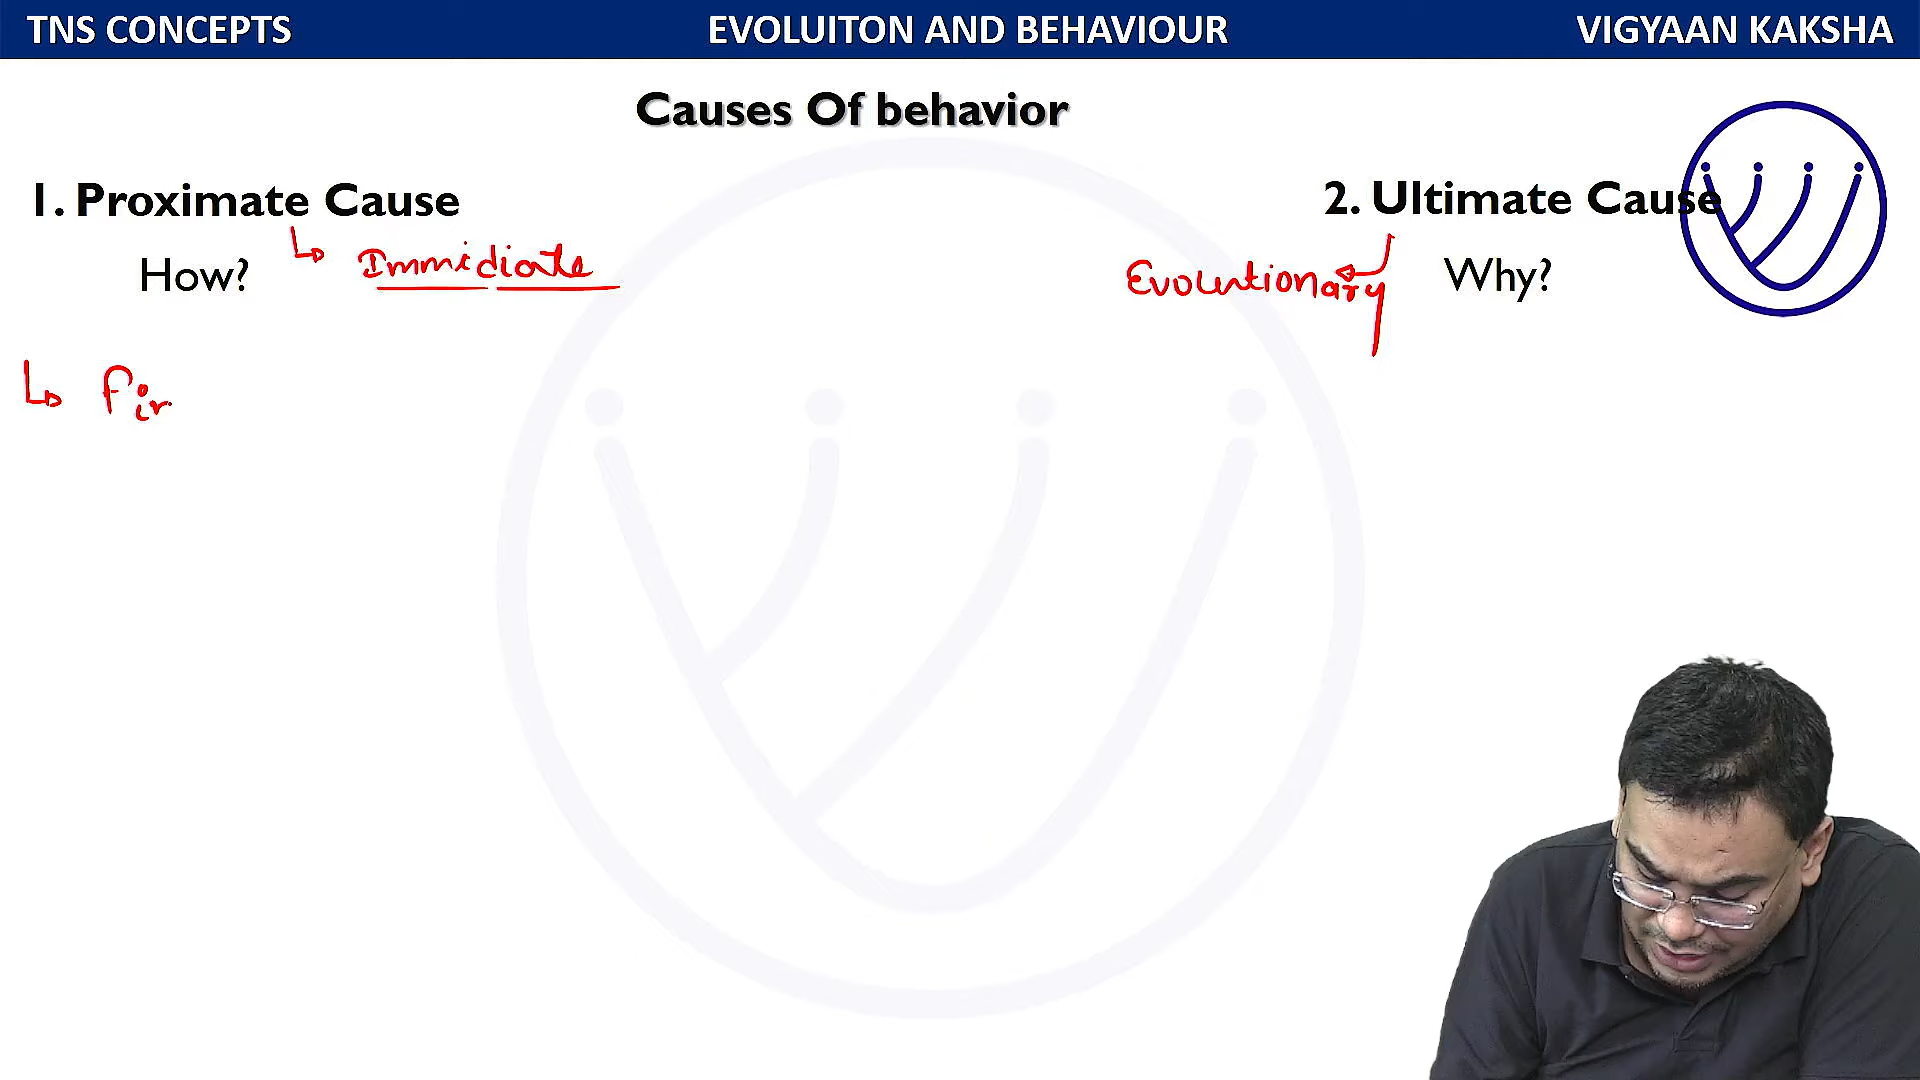 TNS CONCEPTS EVOLUITON AND BEHAVIOUR VIGYAAN KAKSHA
Causes Of behavior
1. Proximate Cause
How?
Immidiate
2. Ultimate Cause
Evolutionary
Why?
Fir